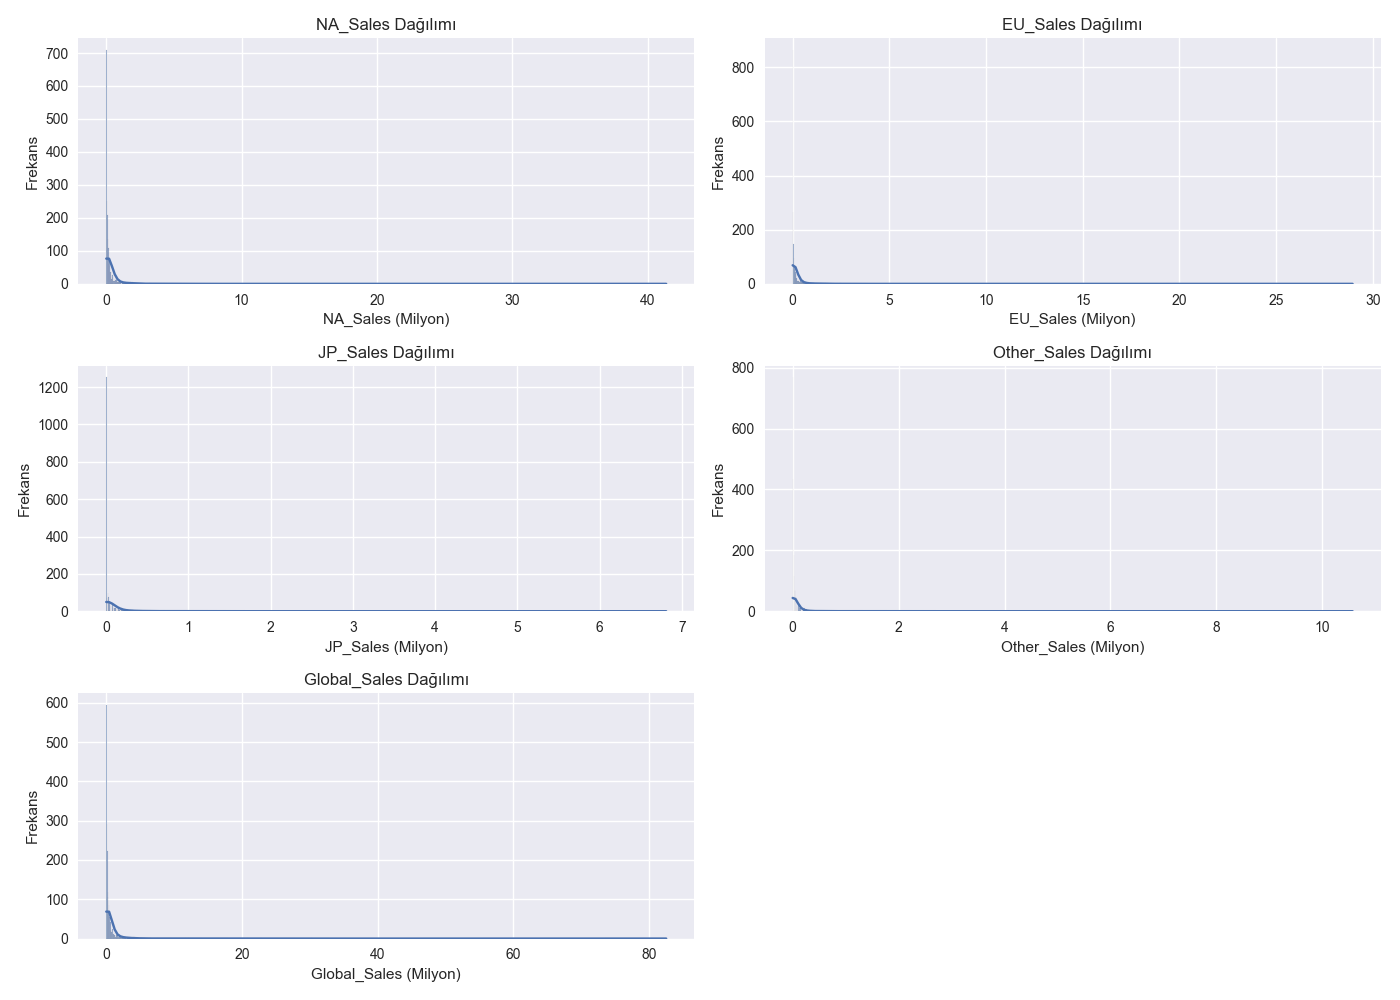 NA_Sales Dağılımı
700
600
500
400
300
200
100
0
Frekans
0 10 20 30 40
NA_Sales (Milyon)
EU_Sales Dağılımı
800
600
400
200
0
Frekans
0 5 10 15 20 25 30
EU_Sales (Milyon)
JP_Sales Dağılımı
1200
1000
800
600
400
200
0
Frekans
0 1 2 3 4 5 6 7
JP_Sales (Milyon)
Other_Sales Dağılımı
800
600
400
200
0
Frekans
0 2 4 6 8 10
Other_Sales (Milyon)
Global_Sales Dağılımı
600
500
400
300
200
100
0
Frekans
0 20 40 60 80
Global_Sales (Milyon)